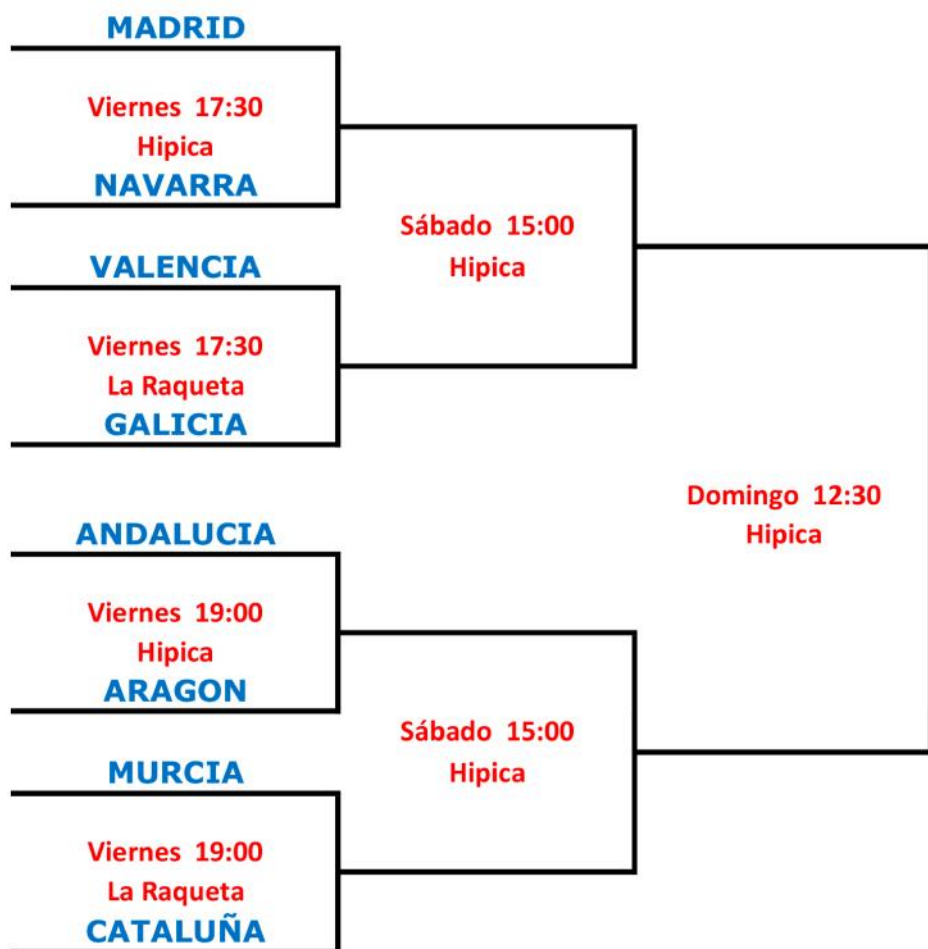 MADRID
Viernes 17:30
Hipica
NAVARRA
VALENCIA
Viernes 17:30
La Raqueta
GALICIA
Sábado 15:00
Hipica
ANDALUCIA
Viernes 19:00
Hipica
ARAGON
MURCIA
Viernes 19:00
La Raqueta
CATALUÑA
Sábado 15:00
Hipica
Domingo 12:30
Hipica